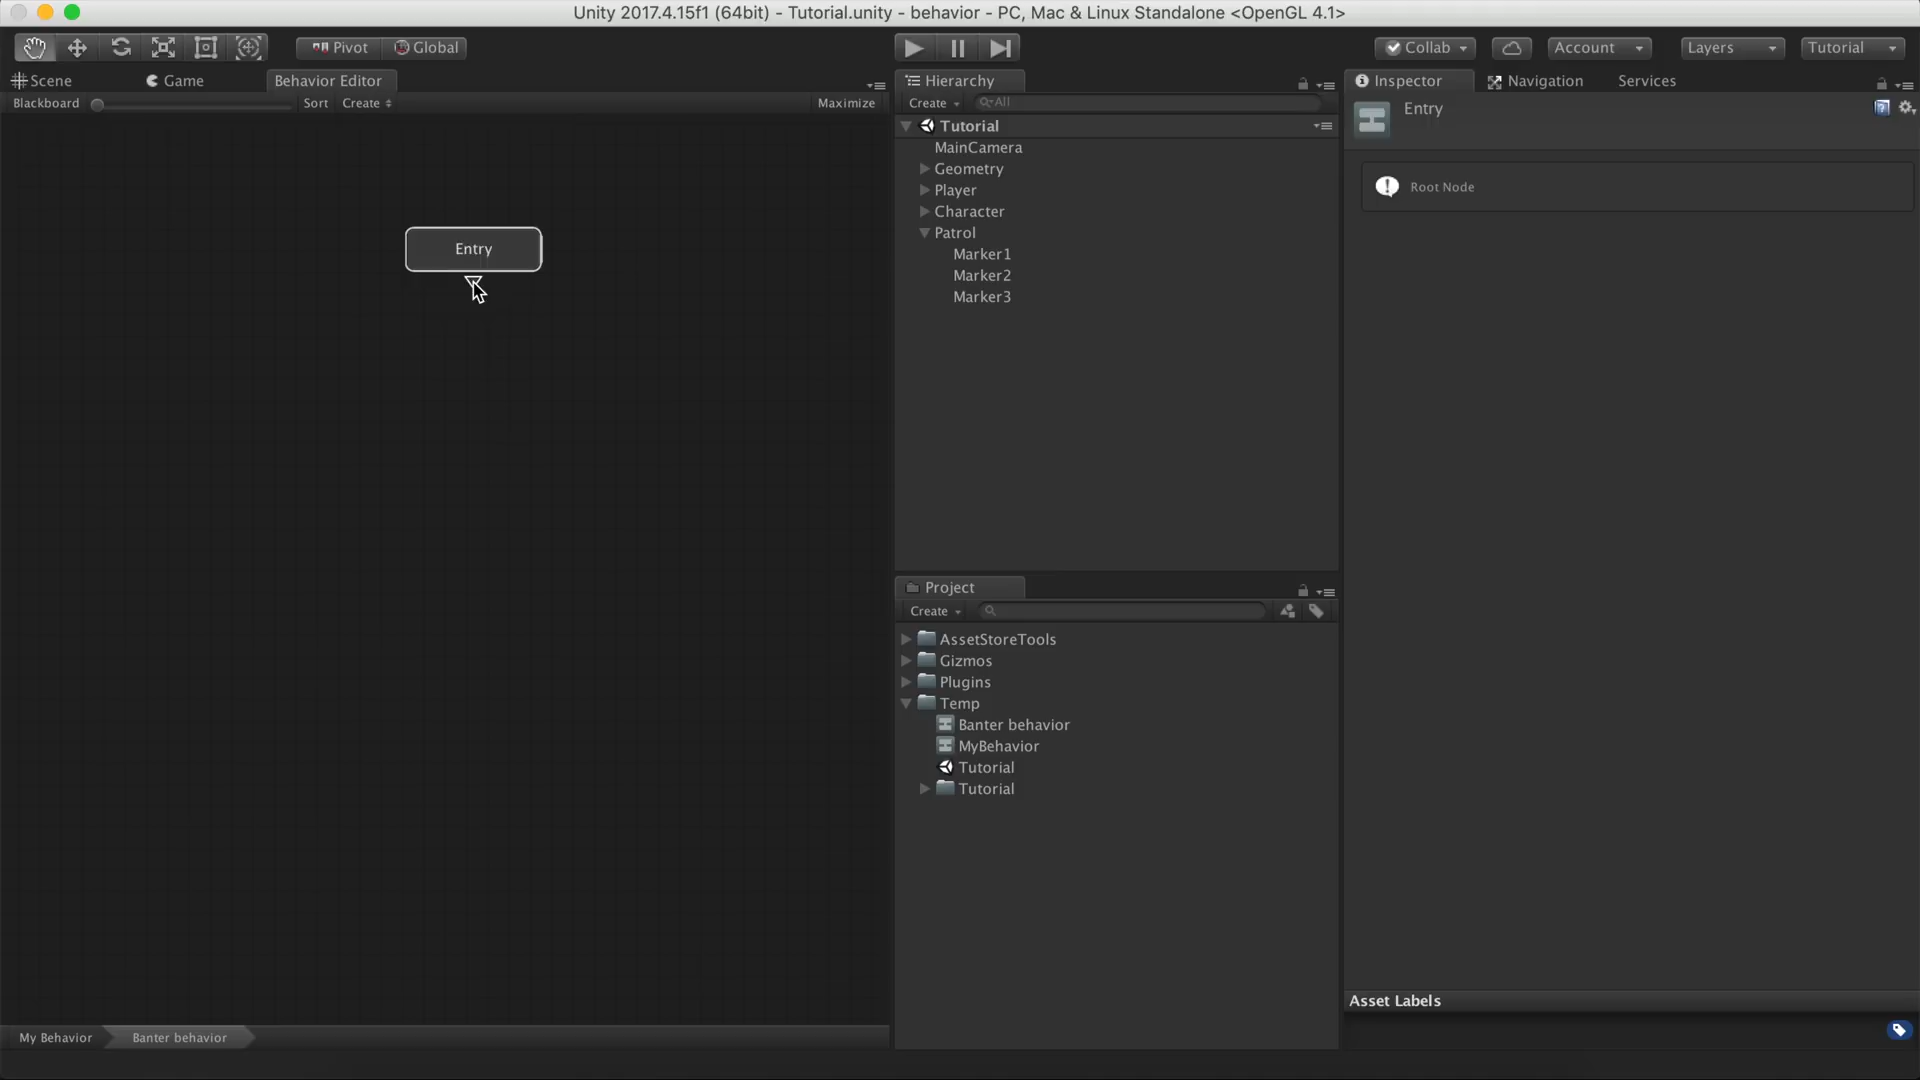 Unity 2017.4.15f1 (64bit) - Tutorial.unity - behavior - PC, Mac & Linux Standalone <OpenGL 4.1>
Pivot Global Collab Account Layers Tutorial
Scene Game Behavior Editor
Blackboard Sort Create Maximize
Entry
My Behavior Banter behavior
Hierarchy
Create All
Tutorial
MainCamera
Geometry
Player
Character
Patrol
Marker1
Marker2
Marker3
Project
Create
AssetStoreTools
Gizmos
Plugins
Temp
Banter behavior
MyBehavior
Tutorial
Tutorial
Inspector Navigation Services
Entry
Root Node
Asset Labels